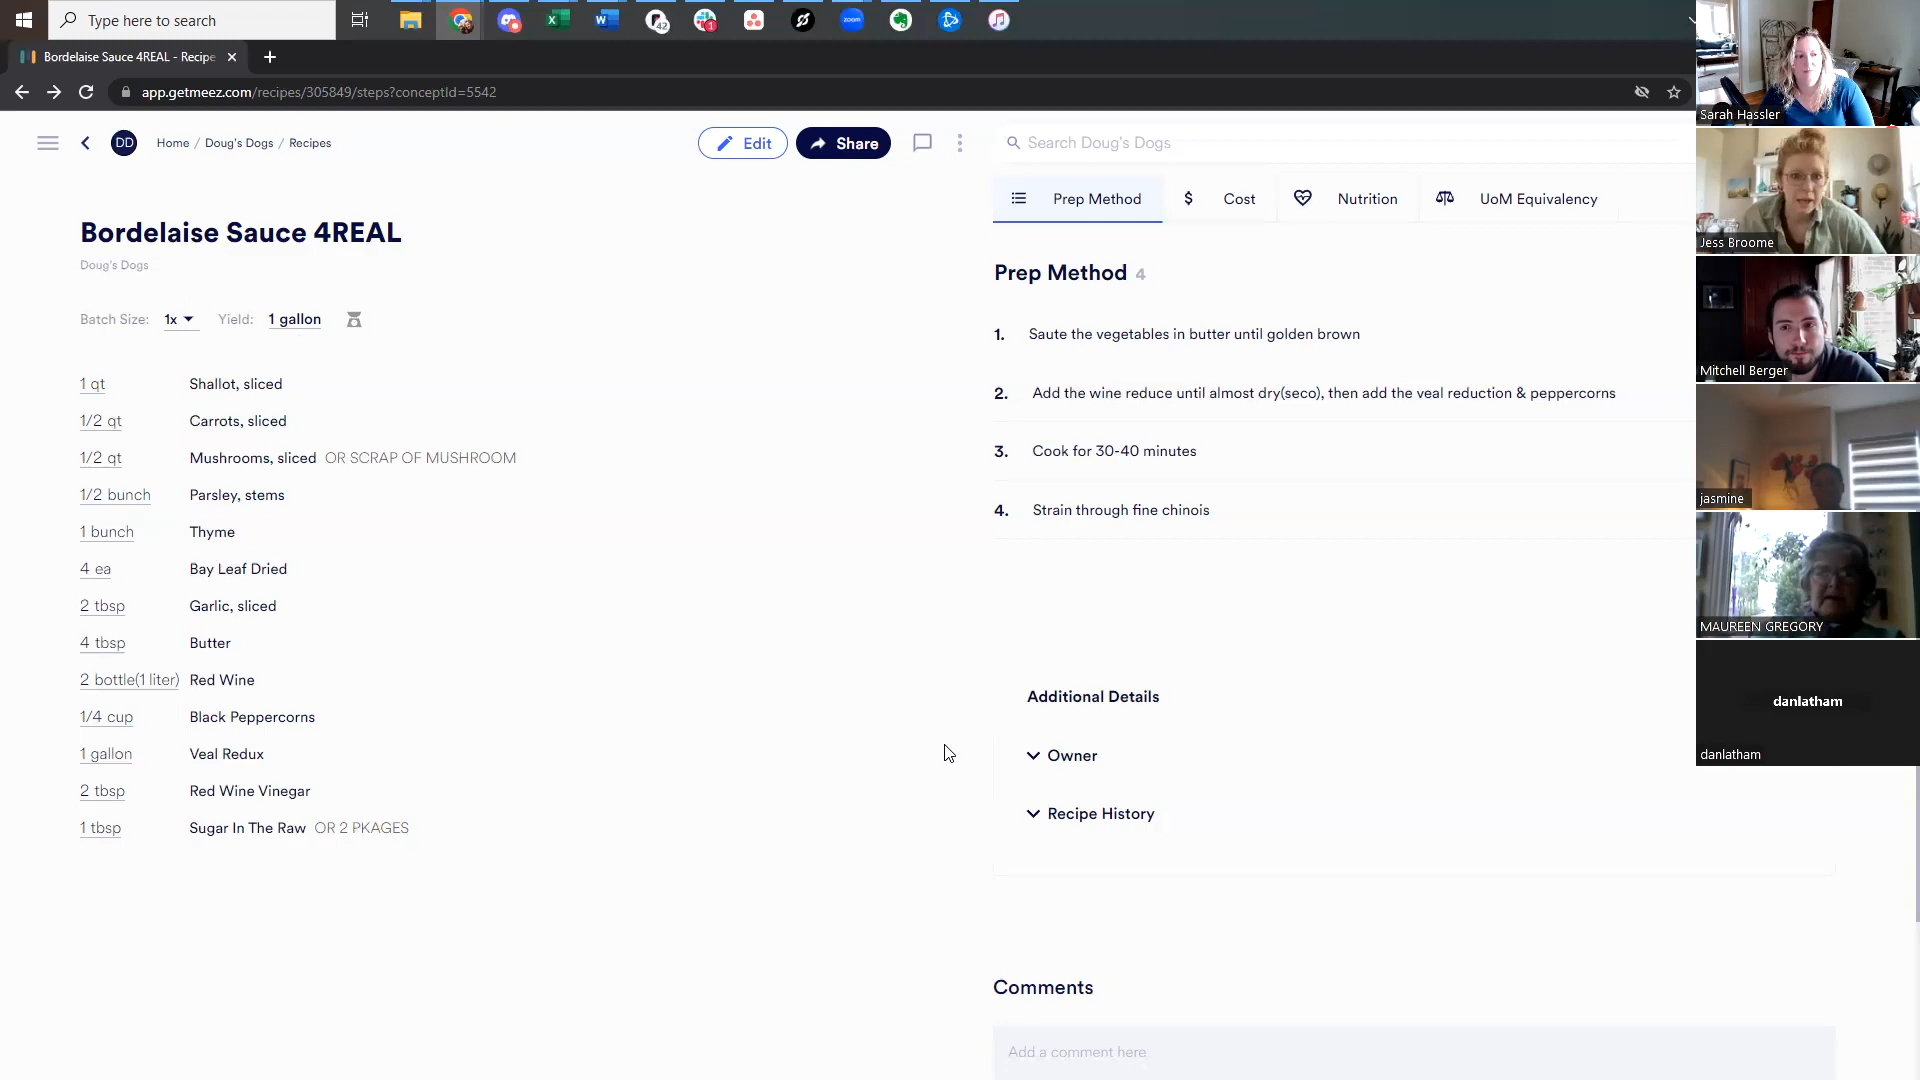 Type here to search
42
1
zoom
Bordelaise Sauce 4REAL - Recipe
app.getmeez.com/recipes/305849/steps?conceptId=5542
DD
Home / Doug's Dogs / Recipes
Edit
Share
Search Doug's Dogs
Prep Method
$ Cost
Nutrition
UoM Equivalency
Bordelaise Sauce 4REAL
Doug's Dogs
Batch Size: 1x Yield: 1 gallon
1 qt Shallot, sliced
1/2 qt Carrots, sliced
1/2 qt Mushrooms, sliced OR SCRAP OF MUSHROOM
1/2 bunch Parsley, stems
1 bunch Thyme
4 ea Bay Leaf Dried
2 tbsp Garlic, sliced
4 tbsp Butter
2 bottle(1 liter) Red Wine
1/4 cup Black Peppercorns
1 gallon Veal Redux
2 tbsp Red Wine Vinegar
1 tbsp Sugar In The Raw OR 2 PKAGES
Prep Method 4
1. Saute the vegetables in butter until golden brown
2. Add the wine reduce until almost dry(seco), then add the veal reduction & peppercorns
3. Cook for 30-40 minutes
4. Strain through fine chinois
Additional Details
Owner
Recipe History
Comments
Add a comment here
Sarah Hassler
Jess Broome
Mitchell Berger
jasmine
MAUREEN GREGORY
danlatham
danlatham